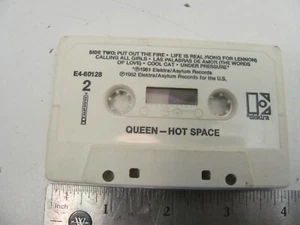 SIDE TWO: PUT OUT THE FIRE • LIFE IS REAL (SONG FOR LENNON)
CALLING ALL GIRLS • LAS PALABRAS DE AMOR (THE WORDS
OF LOVE) • COOL CAT • UNDER PRESSURE*
*℗1981 Elektra/Asylum Records
℗1982 Elektra/Asylum Records for the U.S.
E4-60128
2
elektra
QUEEN—HOT SPACE
Inch
W
1
2
3
4